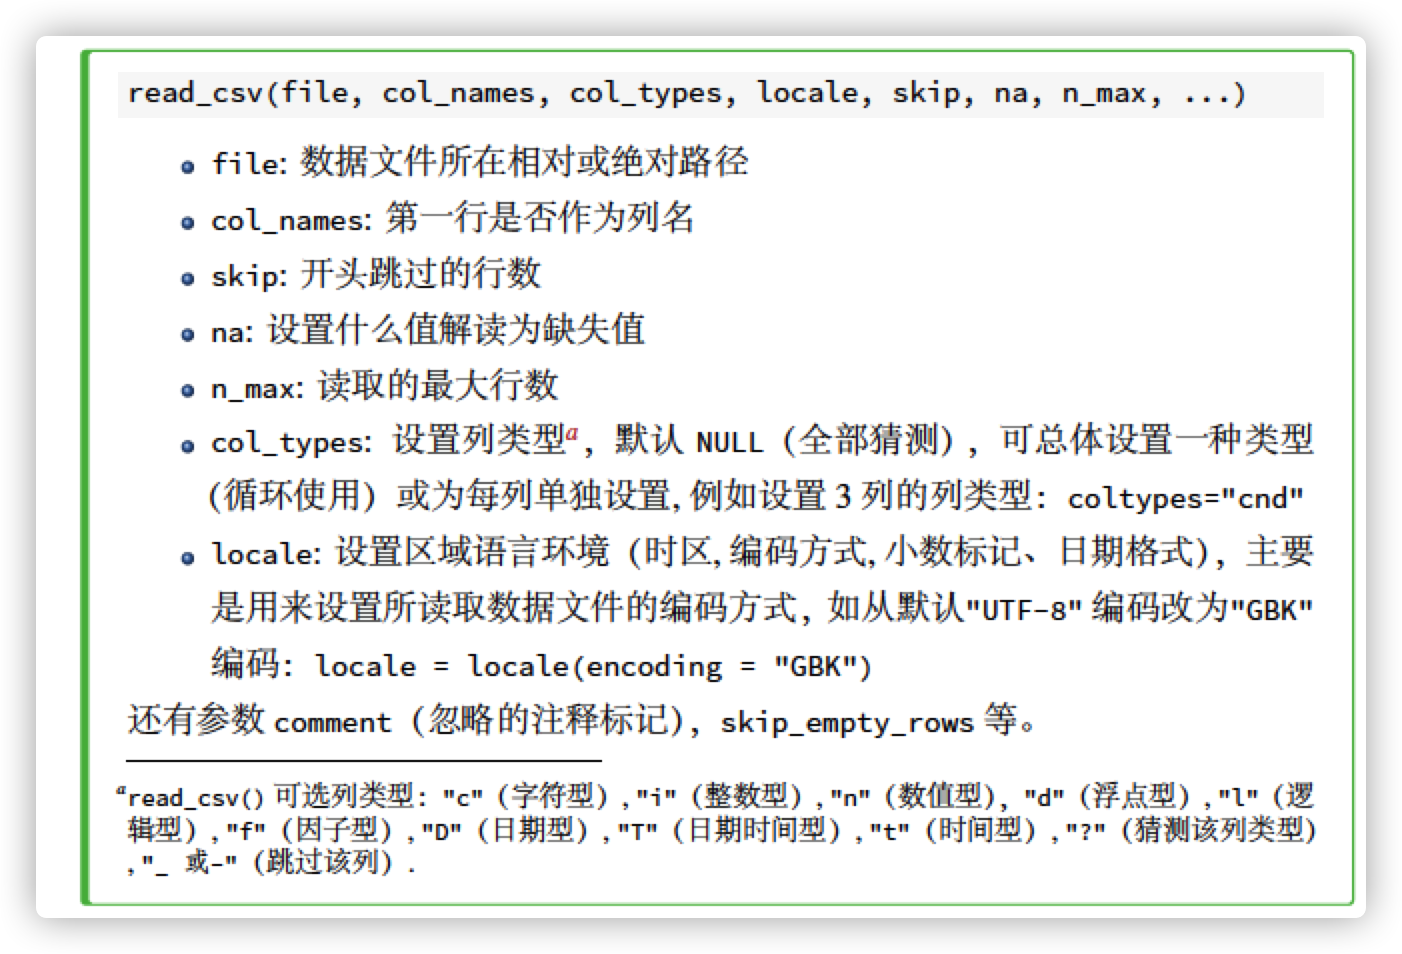 read_csv(file, col_names, col_types, locale, skip, na, n_max, ...)
file: 数据文件所在相对或绝对路径
col_names: 第一行是否作为列名
skip: 开头跳过的行数
na: 设置什么值解读为缺失值
n_max: 读取的最大行数
col_types: 设置列类型a, 默认 NULL (全部猜测), 可总体设置一种类型
(循环使用) 或为每列单独设置, 例如设置 3 列的列类型: coltypes="cnd"
locale: 设置区域语言环境 (时区, 编码方式, 小数标记、日期格式), 主要
是用来设置所读取数据文件的编码方式, 如从默认"UTF-8" 编码改为"GBK"
编码: locale = locale(encoding = "GBK")
还有参数 comment (忽略的注释标记), skip_empty_rows 等。
aread_csv() 可选列类型: "c" (字符型) ,"i" (整数型) ,"n" (数值型), "d" (浮点型) ,"l" (逻
辑型) ,"f" (因子型) ,"D" (日期型) ,"T" (日期时间型) ,"t" (时间型) ,"?" (猜测该列类型)
,"_ 或-" (跳过该列) .